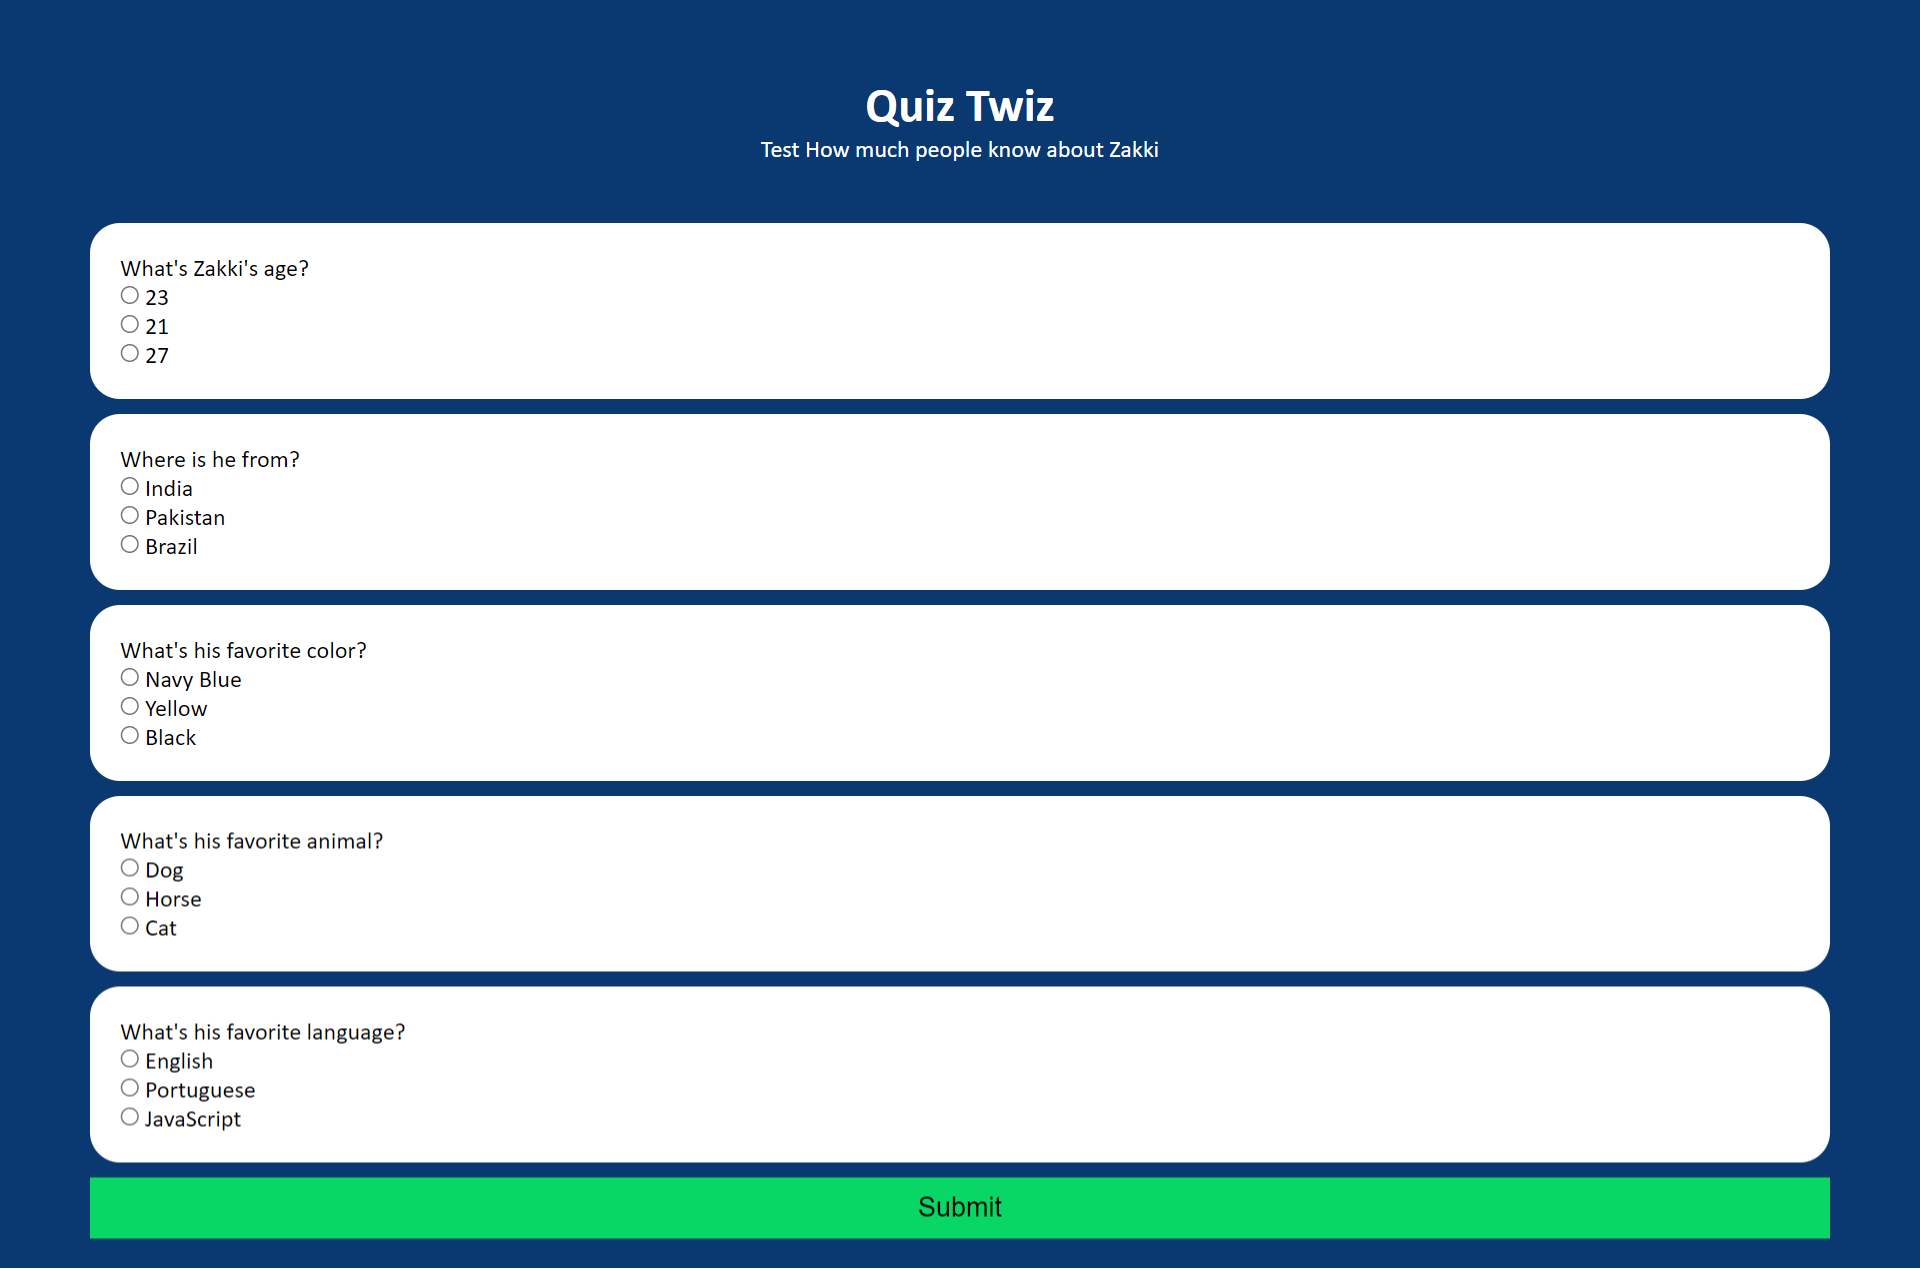 Quiz Twiz
Test How much people know about Zakki
What's Zakki's age?
23
21
27
Where is he from?
India
Pakistan
Brazil
What's his favorite color?
Navy Blue
Yellow
Black
What's his favorite animal?
Dog
Horse
Cat
What's his favorite language?
English
Portuguese
JavaScript
Submit